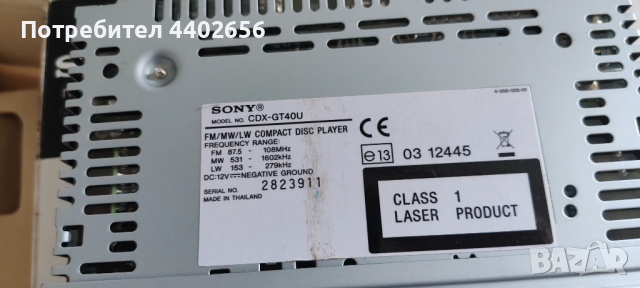 Потребител 4402656
SONY®
MODEL NO. CDX-GT40U
FM/MW/LW COMPACT DISC PLAYER
FREQUENCY RANGE:
FM 87.5 - 108MHz
MW 531 - 1602kHz
LW 153 - 279kHz
DC:12V⎓NEGATIVE GROUND
SERIAL NO. 2823911
MADE IN THAILAND
CE
e13 03 12445
CLASS 1
LASER PRODUCT
BAZAR